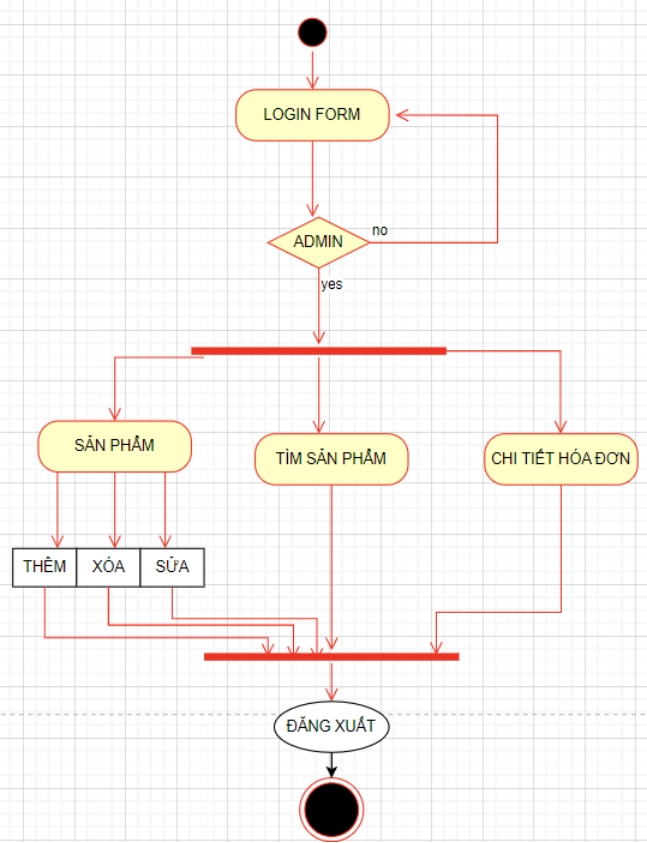 LOGIN FORM
ADMIN
no
yes
SẢN PHẨM
TÌM SẢN PHẨM
CHI TIẾT HÓA ĐƠN
THÊM
XÓA
SỬA
ĐĂNG XUẤT